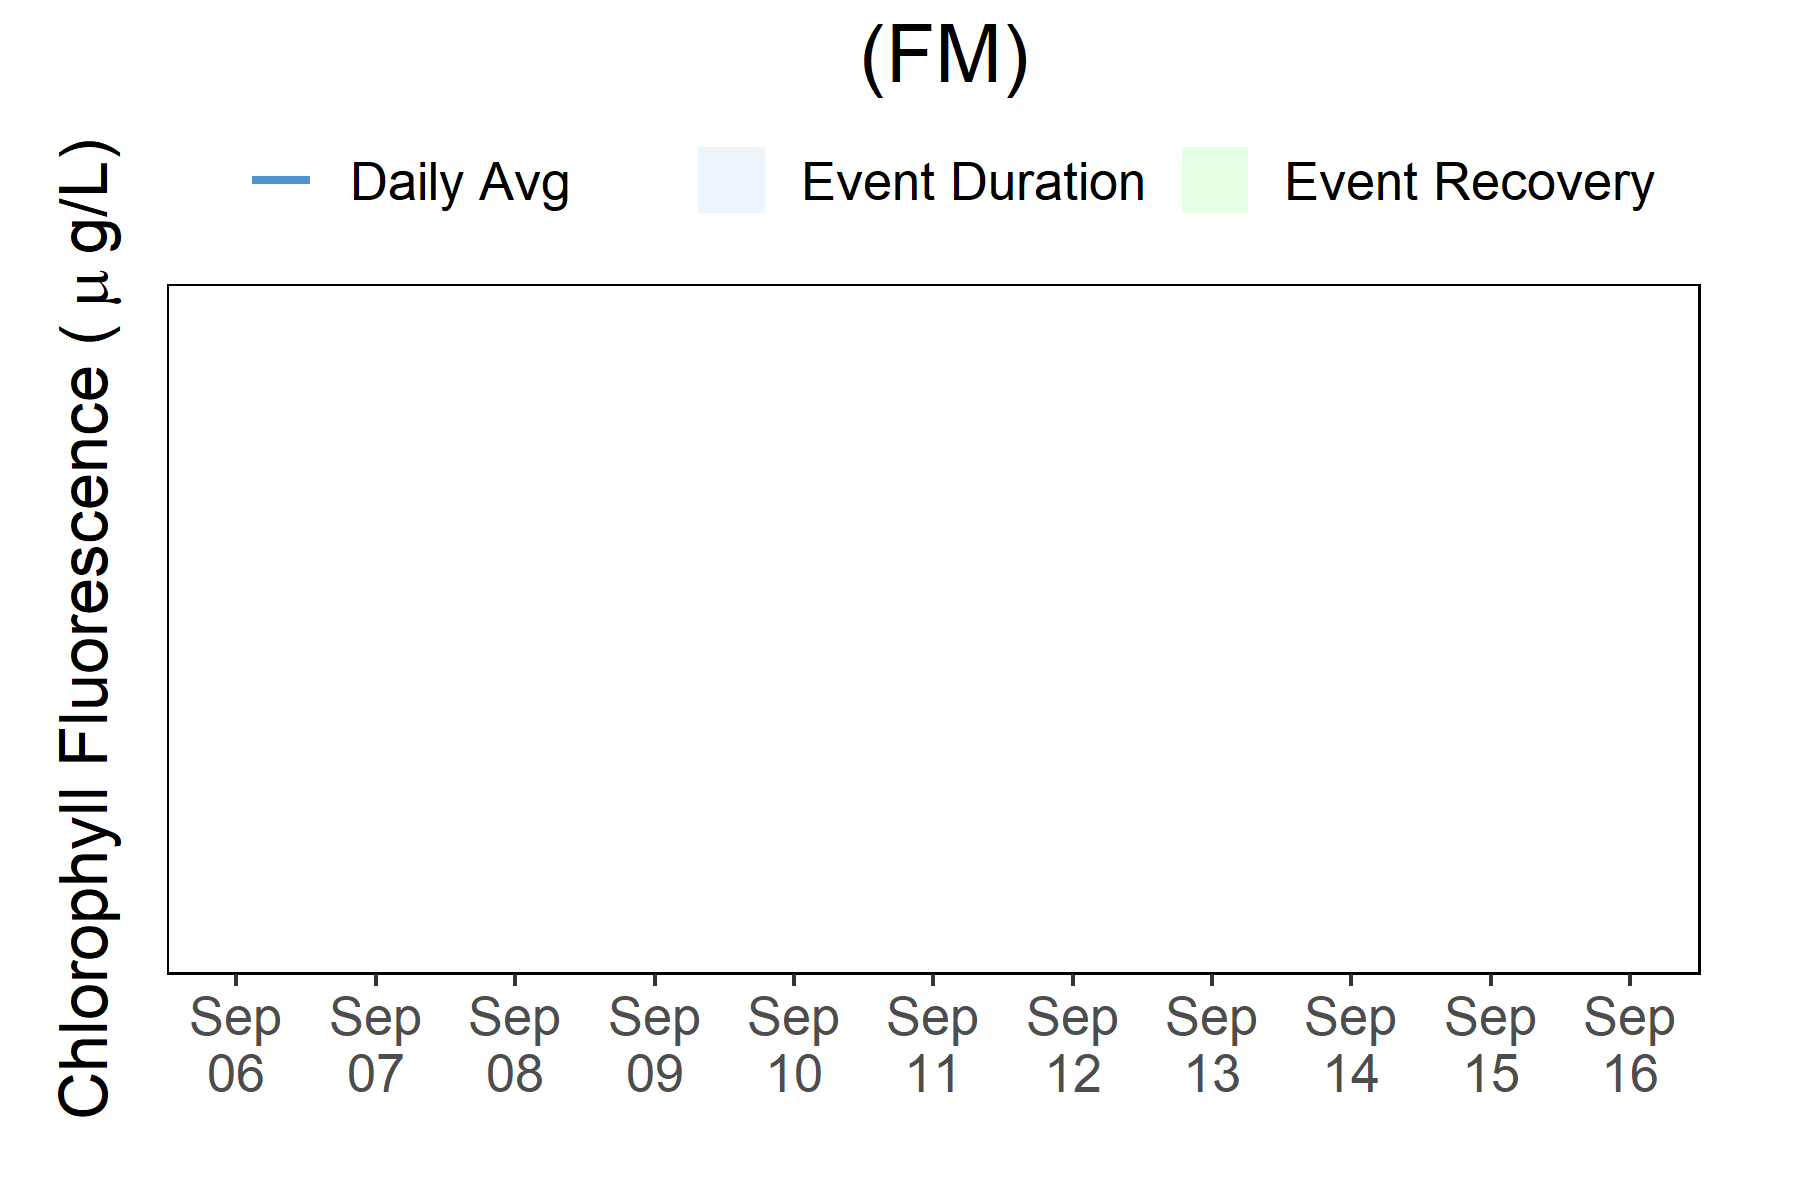 (FM)
Daily Avg
Event Duration
Event Recovery
Chlorophyll Fluorescence ( μ g/L)
Sep 06
Sep 07
Sep 08
Sep 09
Sep 10
Sep 11
Sep 12
Sep 13
Sep 14
Sep 15
Sep 16